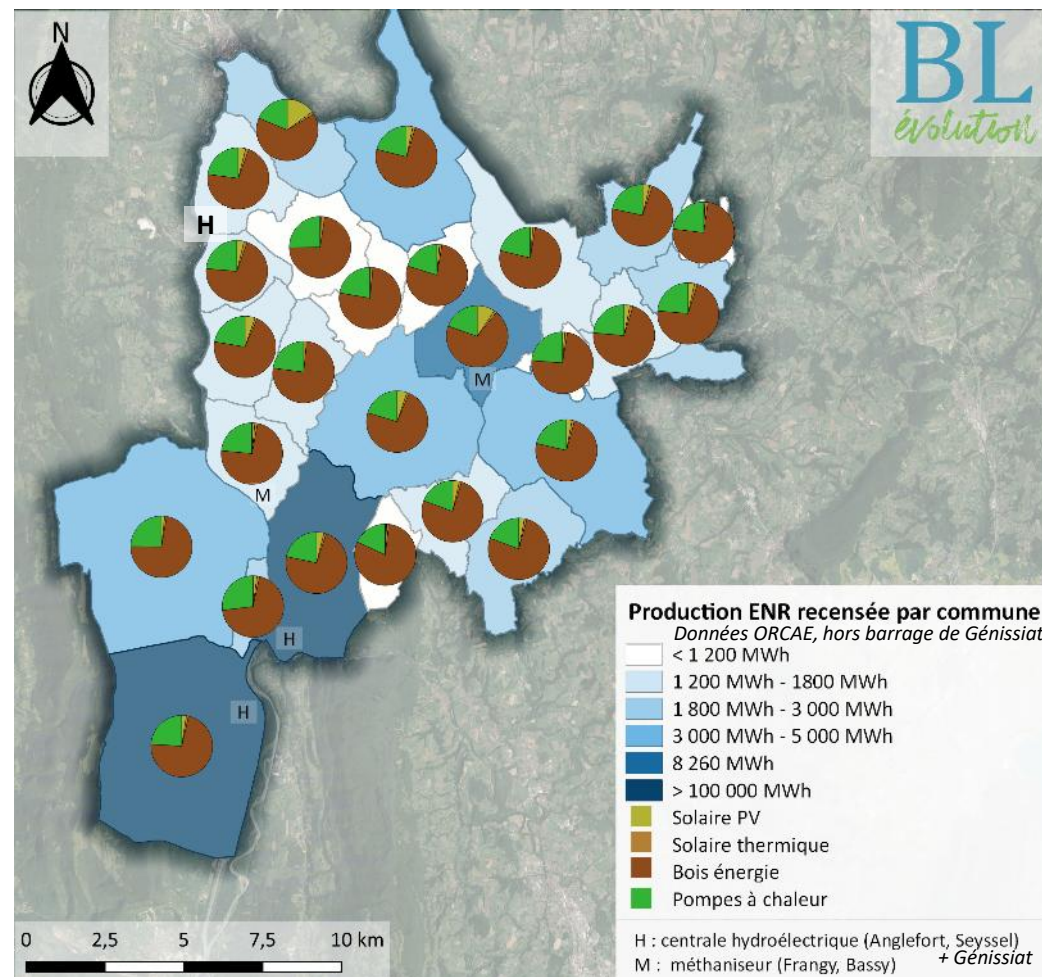 N
BL
évolution
H
M
M
H
H
Production ENR recensée par commune
Données ORCAE, hors barrage de Génissiat
< 1 200 MWh
1 200 MWh - 1800 MWh
1 800 MWh - 3 000 MWh
3 000 MWh - 5 000 MWh
8 260 MWh
> 100 000 MWh
Solaire PV
Solaire thermique
Bois énergie
Pompes à chaleur
H : centrale hydroélectrique (Anglefort, Seyssel)
+ Génissiat
M : méthaniseur (Frangy, Bassy)
0 2,5 5 7,5 10 km